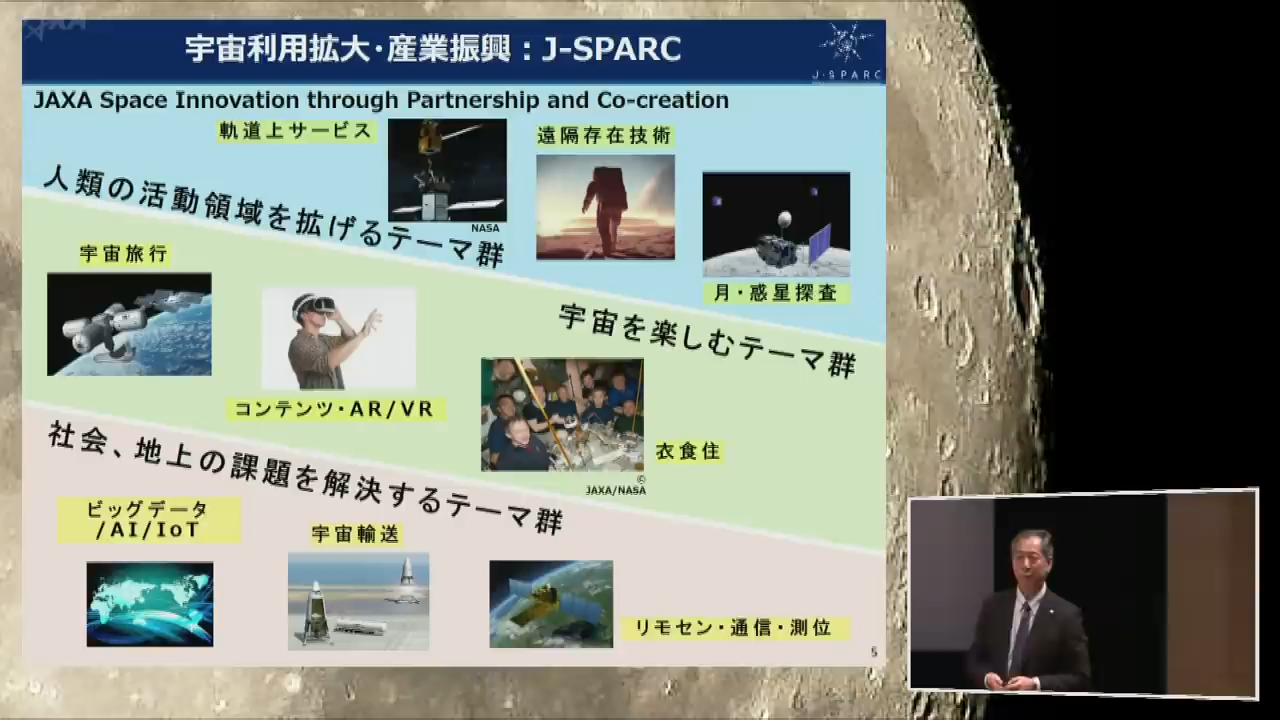 JAXA
宇宙利用拡大・産業振興：J-SPARC
J-SPARC
JAXA Space Innovation through Partnership and Co-creation
軌道上サービス
遠隔存在技術
人類の活動領域を拡げるテーマ群
NASA
月・惑星探査
宇宙旅行
宇宙を楽しむテーマ群
コンテンツ・AR/VR
衣食住
©
JAXA/NASA
社会、地上の課題を解決するテーマ群
ビッグデータ
/AI/IoT
宇宙輸送
リモセン・通信・測位
5